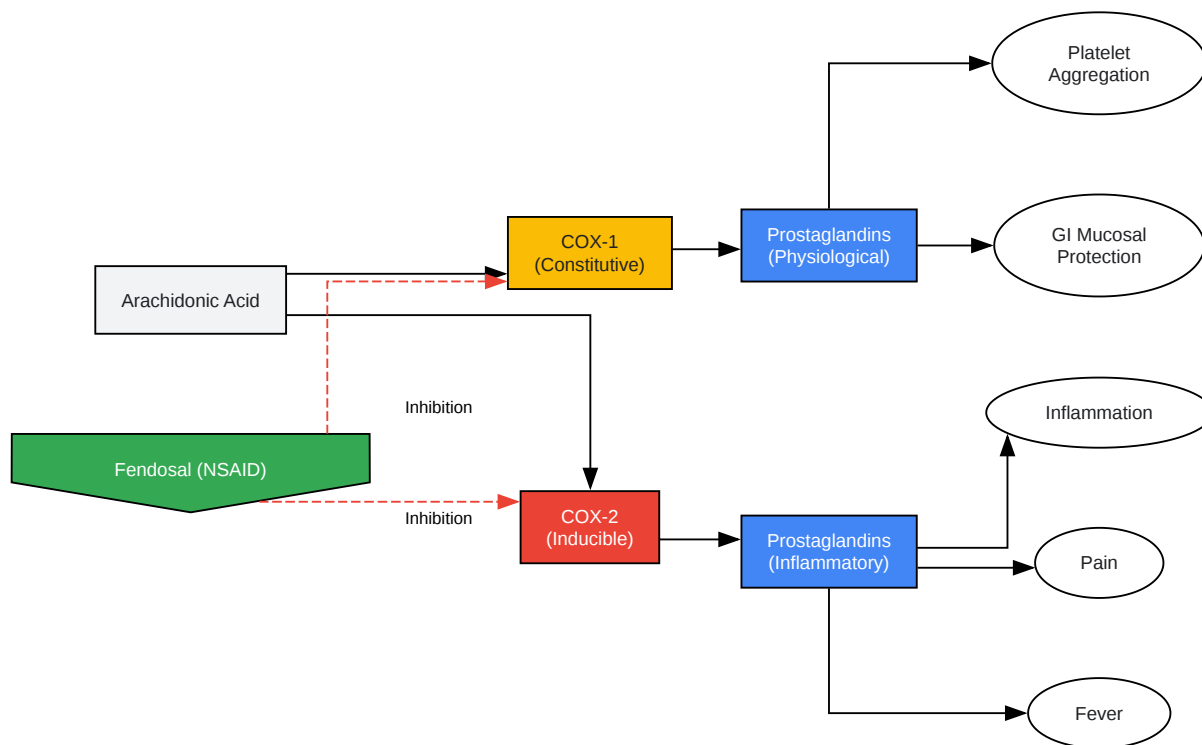 Platelet
Aggregation
COX-1
(Constitutive)
Prostaglandins
(Physiological)
GI Mucosal
Protection
Arachidonic Acid
Inhibition
Inflammation
Fendosal (NSAID)
Inhibition
COX-2
(Inducible)
Prostaglandins
(Inflammatory)
Pain
Fever